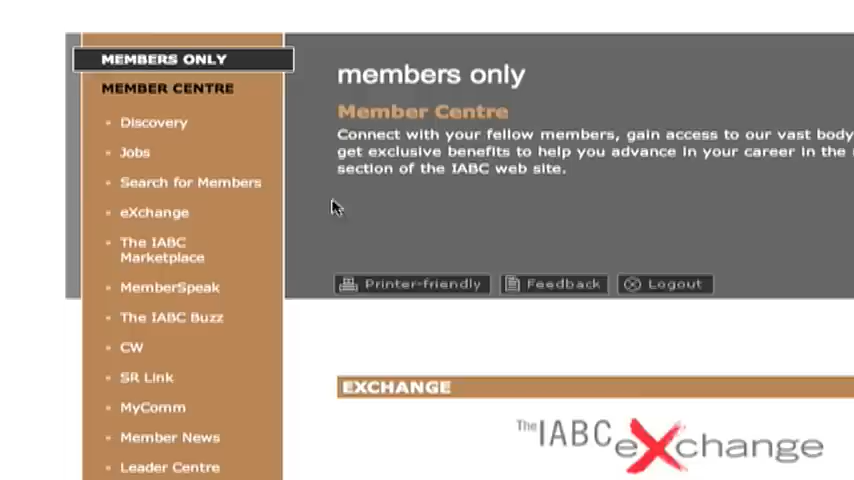 MEMBERS ONLY
MEMBER CENTRE
Discovery
Jobs
Search for Members
eXchange
The IABC
Marketplace
MemberSpeak
The IABC Buzz
CW
SR Link
MyComm
Member News
Leader Centre
members only
Member Centre
Connect with your fellow members, gain access to our vast body
get exclusive benefits to help you advance in your career in the
section of the IABC web site.
Printer-friendly
Feedback
Logout
EXCHANGE
The IABC
eXchange